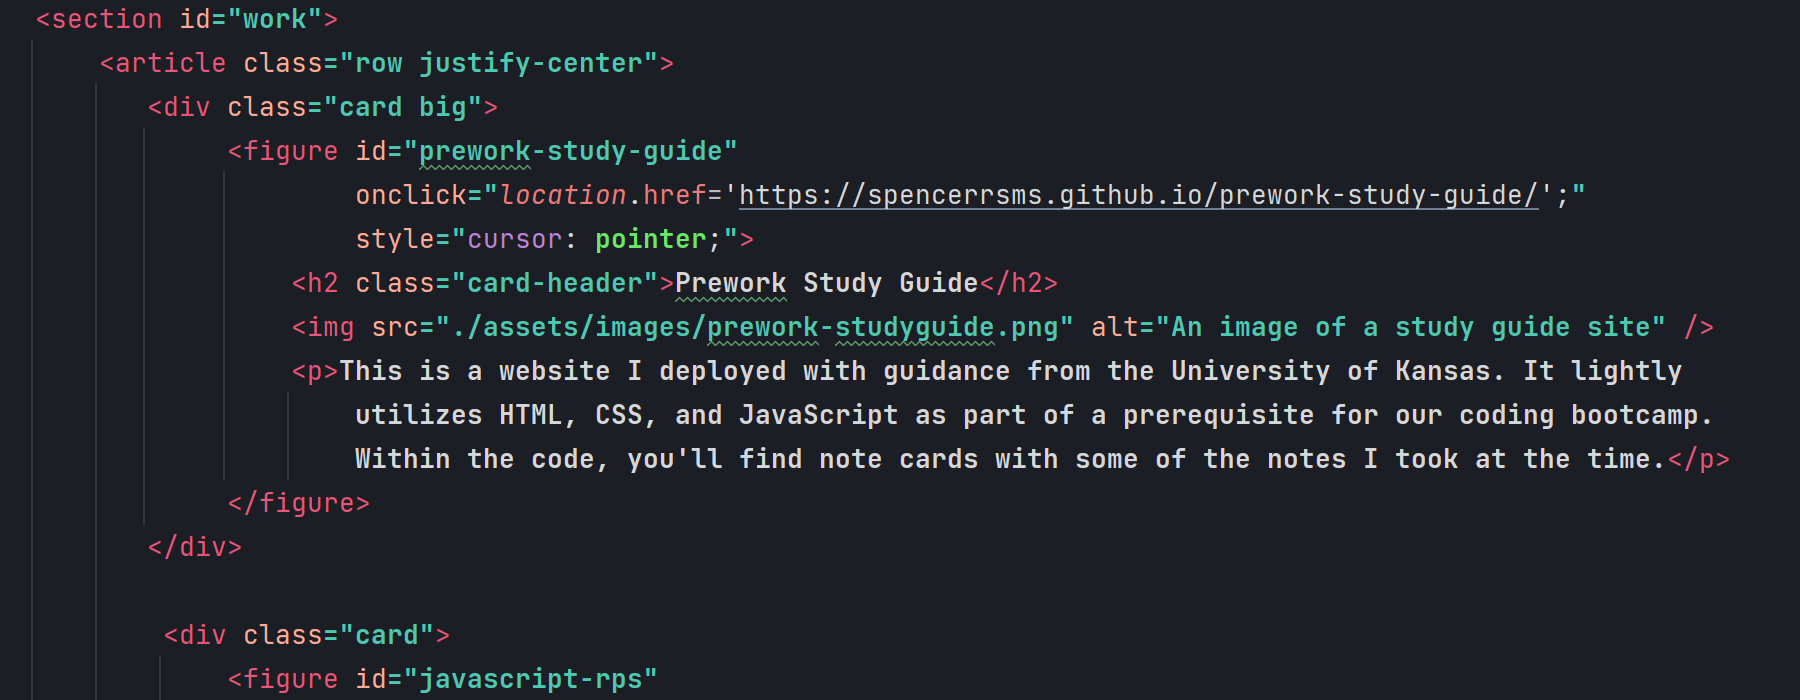 <section id="work">
<article class="row justify-center">
<div class="card big">
<figure id="prework-study-guide"
onclick="location.href='https://spencerrsms.github.io/prework-study-guide/';"
style="cursor: pointer;">
<h2 class="card-header">Prework Study Guide</h2>
<img src="./assets/images/prework-studyguide.png" alt="An image of a study guide site" />
<p>This is a website I deployed with guidance from the University of Kansas. It lightly
utilizes HTML, CSS, and JavaScript as part of a prerequisite for our coding bootcamp.
Within the code, you'll find note cards with some of the notes I took at the time.</p>
</figure>
</div>
<div class="card">
<figure id="javascript-rps"